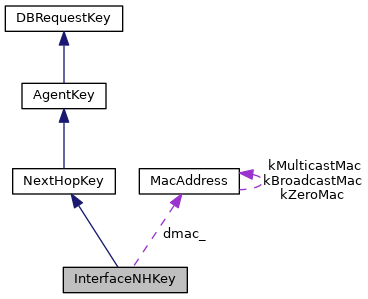 DBRequestKey
AgentKey
NextHopKey
MacAddress
kMulticastMac
kBroadcastMac
kZeroMac
dmac_
InterfaceNHKey